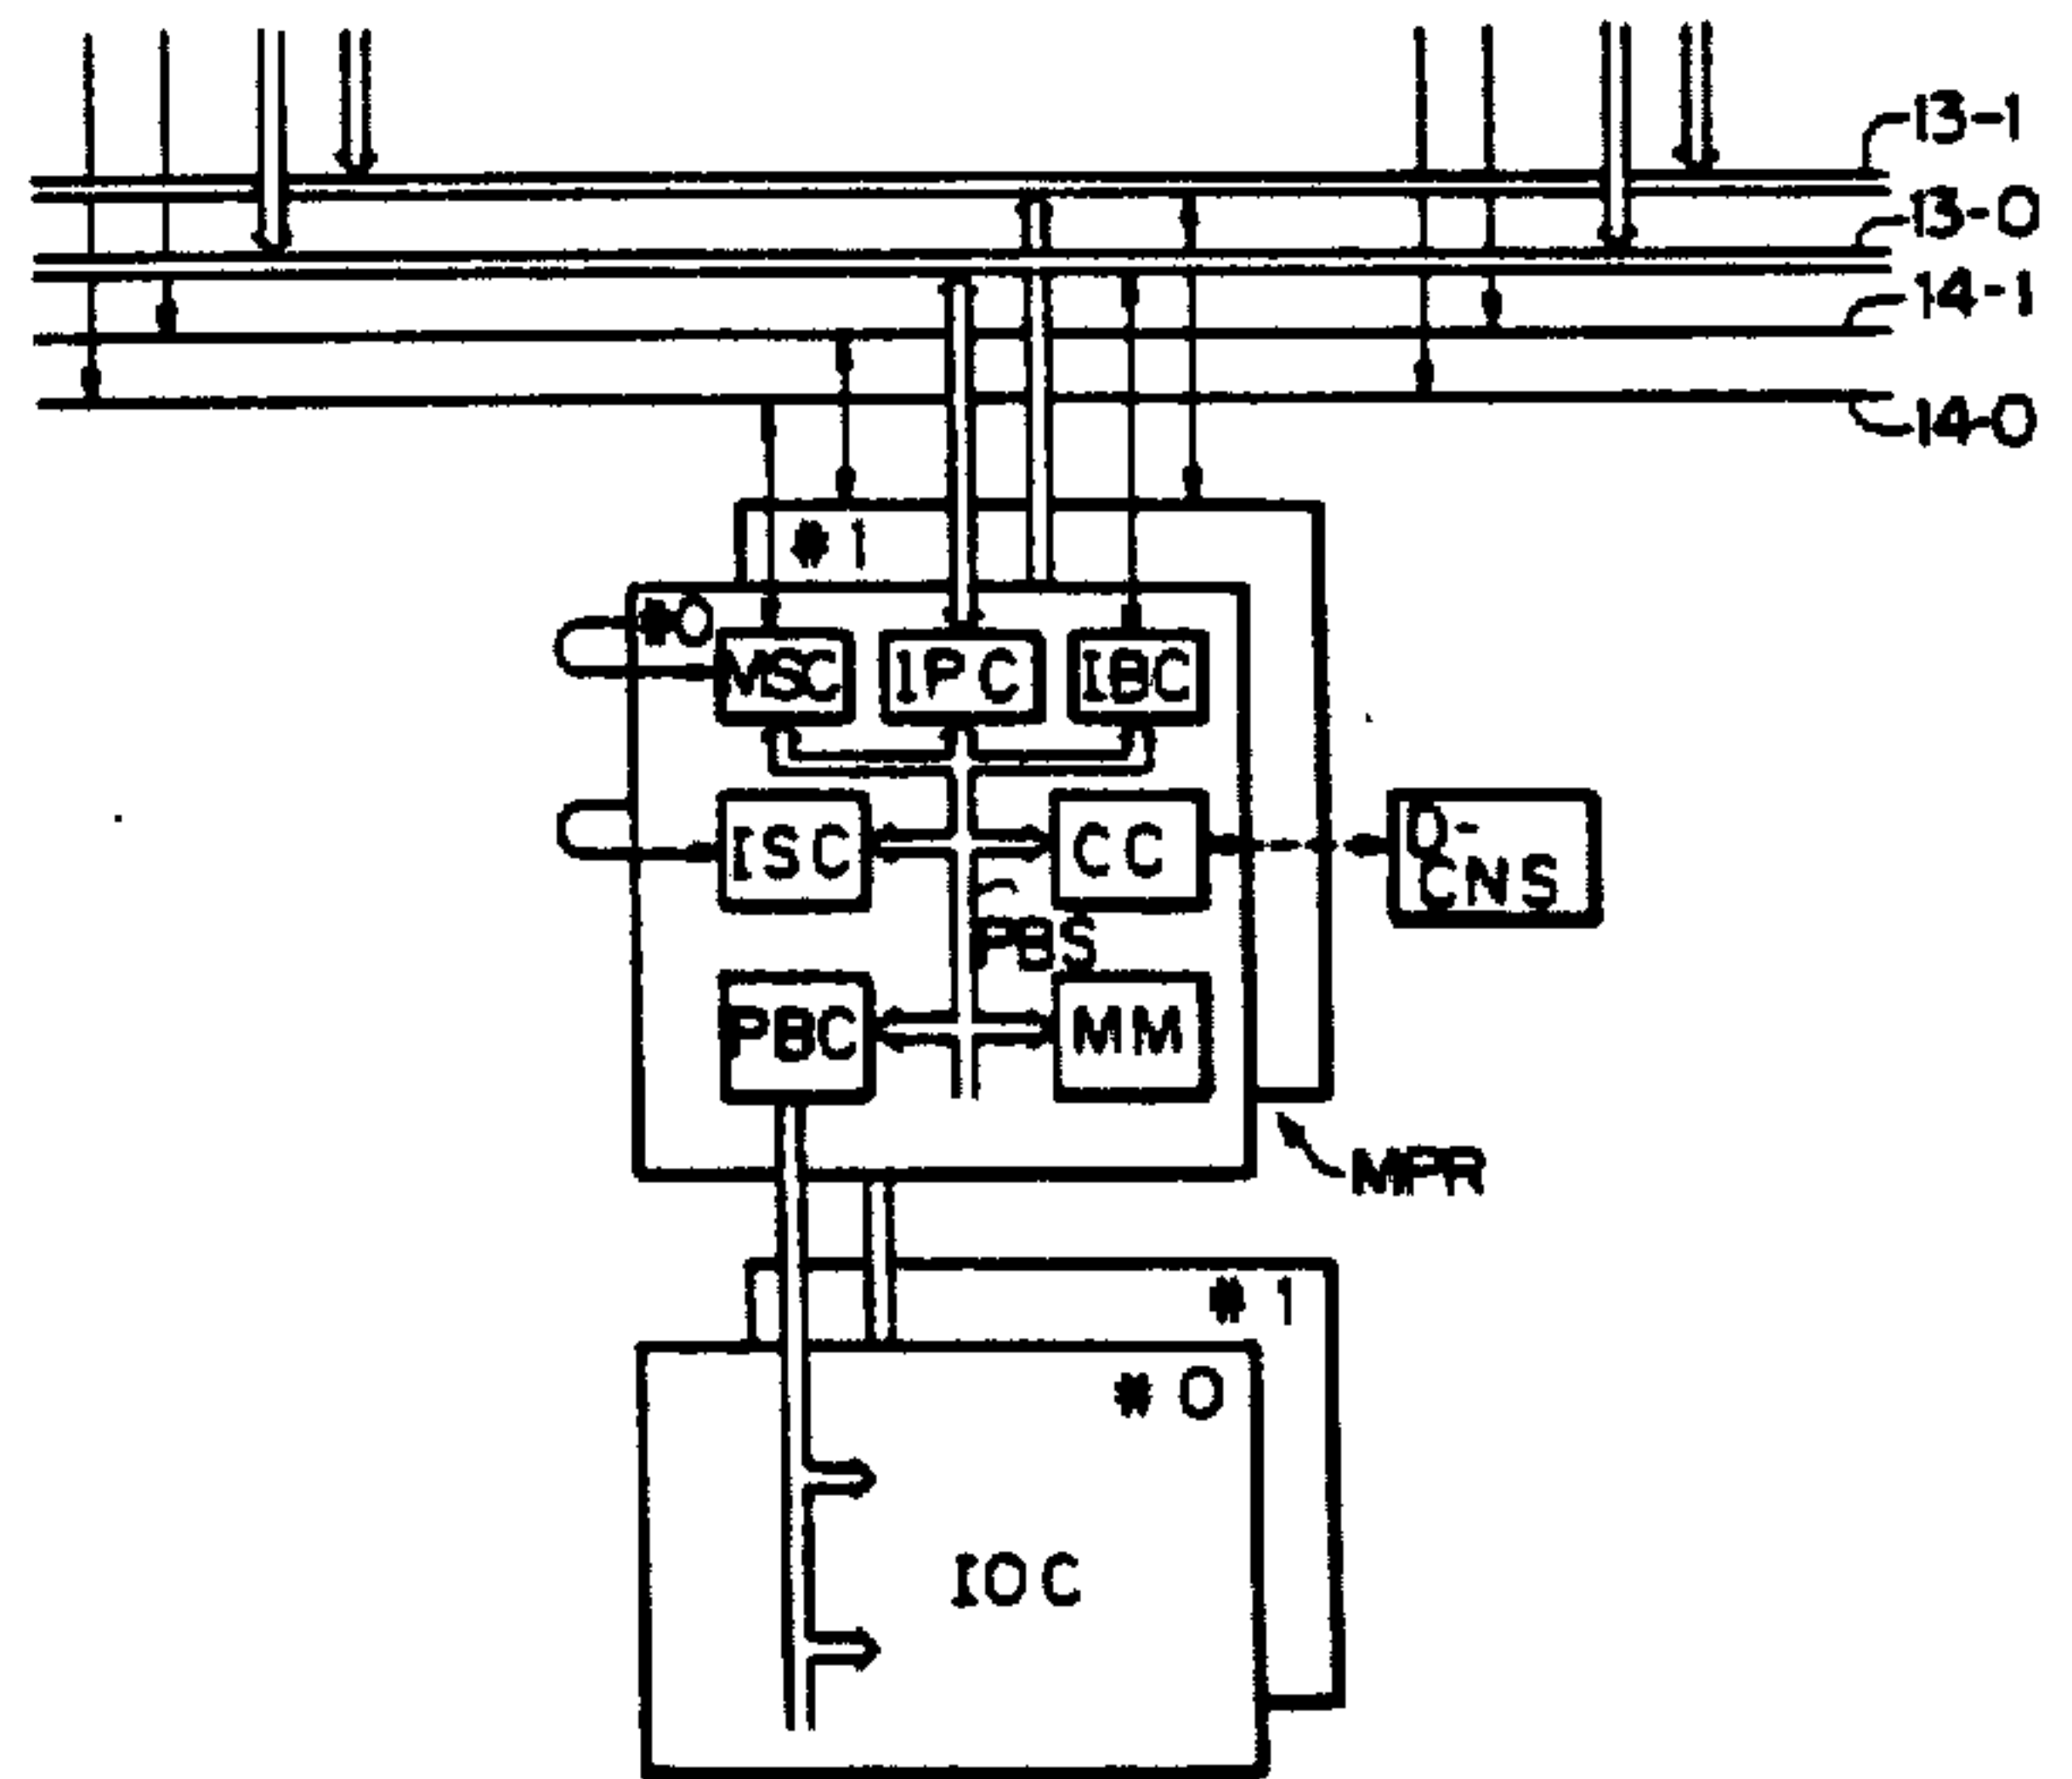 13-1
13-0
14-1
14-0
#1
#0
MSC
IPC
IBC
ISC
CC
O-
CNS
PBS
PBC
MM
MPR
#1
#0
IOC